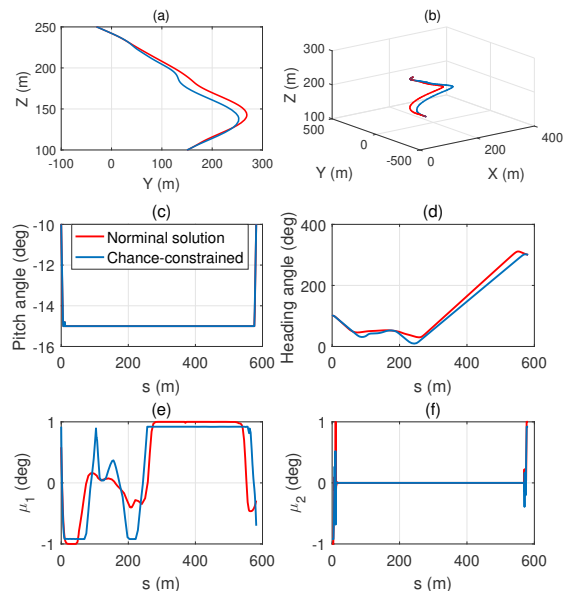 (a)
250
200
150
100
Z (m)
-100
0
100
200
300
Y (m)
(b)
300
200
100
Z (m)
500
0
-500
Y (m)
0
200
400
X (m)
(c)
-10
-12
-14
-16
Pitch angle (deg)
Norminal solution
Chance-constrained
0
200
400
600
s (m)
(d)
400
200
0
Heading angle (deg)
0
200
400
600
s (m)
(e)
1
0
-1
μ1 (deg)
0
200
400
600
s (m)
(f)
1
0
-1
μ2 (deg)
0
200
400
600
s (m)